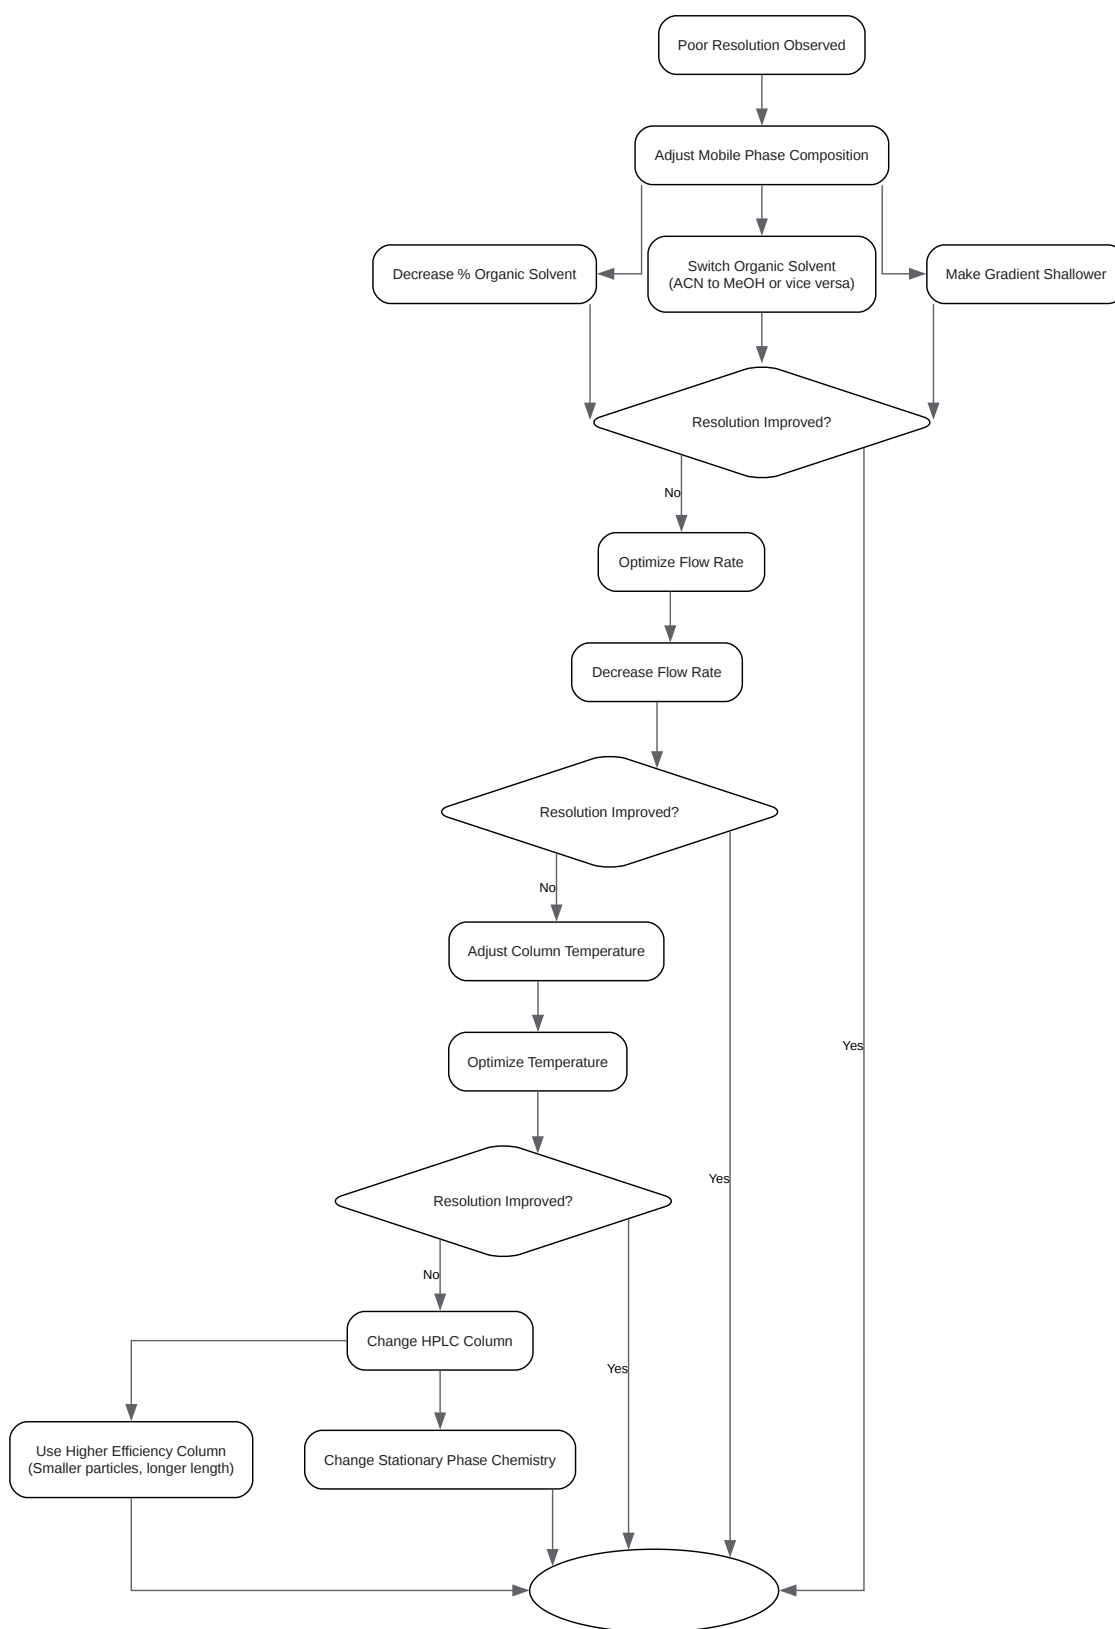 Poor Resolution Observed
Adjust Mobile Phase Composition
Decrease % Organic Solvent
Switch Organic Solvent
(ACN to MeOH or vice versa)
Make Gradient Shallower
Resolution Improved?
No
Optimize Flow Rate
Decrease Flow Rate
Resolution Improved?
No
Adjust Column Temperature
Yes
Optimize Temperature
Yes
Resolution Improved?
No
Change HPLC Column
Yes
Use Higher Efficiency Column
(Smaller particles, longer length)
Change Stationary Phase Chemistry